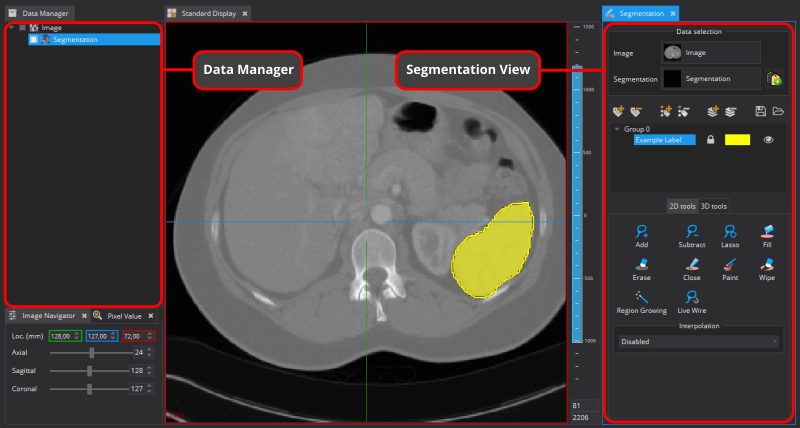 Data Manager
Image
Segmentation
Standard Display
Data Manager
Segmentation View
1500
1000
500
0
-500
-1000
81
2206
Image Navigator
Pixel Value
Loc. (mm) 128,00 127,00 72,00
Axial 24
Sagittal 128
Coronal 127
Segmentation
Data selection
Image Image
Segmentation Segmentation
Group 0
Example Label
2D tools 3D tools
Add Subtract Lasso Fill
Erase Close Paint Wipe
Region Growing Live Wire
Interpolation
Disabled